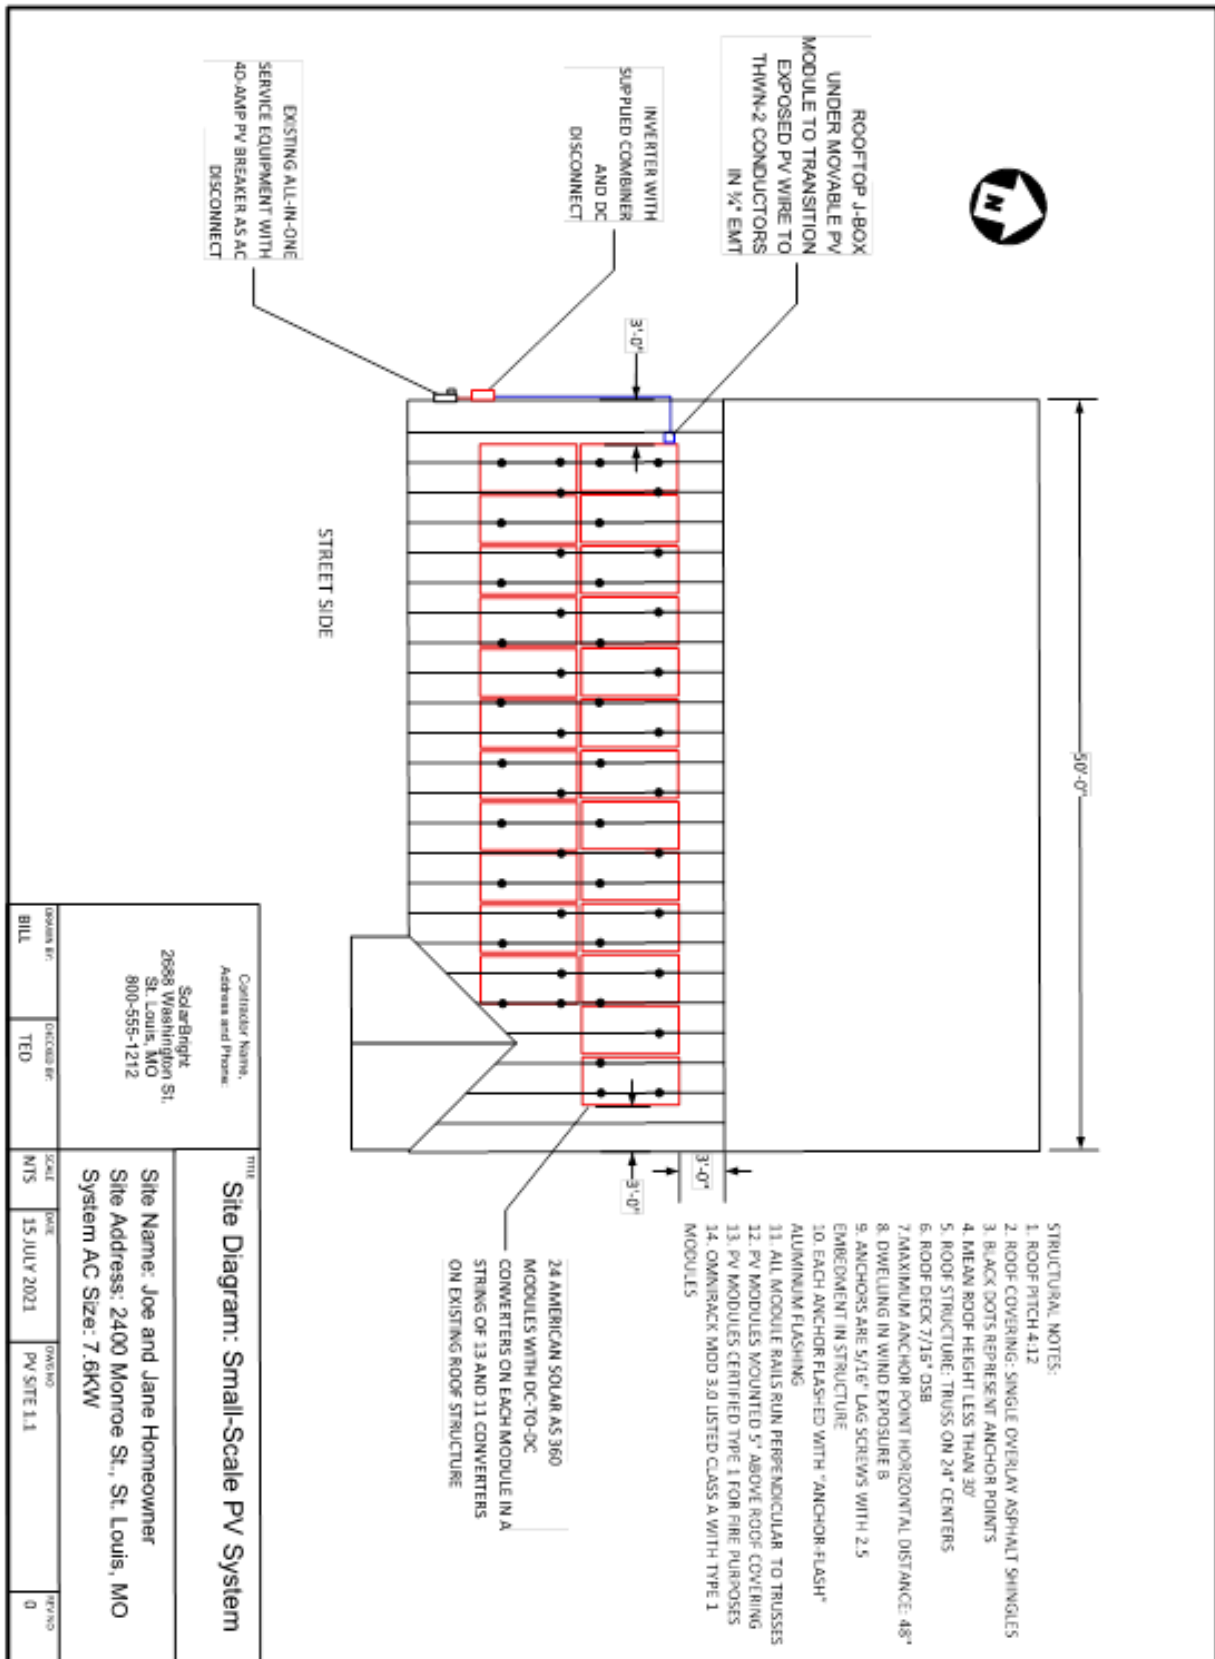 N
ROOFTOP J-BOX
UNDER MOVABLE PV
MODULE TO TRANSITION
EXPOSED PV WIRE TO
THWN-2 CONDUCTORS
IN ¾" EMT
INVERTER WITH
SUPPLIED COMBINER
AND DC
DISCONNECT
EXISTING ALL-IN-ONE
SERVICE EQUIPMENT WITH
40-AMP PV BREAKER AS AC
DISCONNECT
3'-0"
50'-0"
STREET SIDE
3'-0"
3'-0"
STRUCTURAL NOTES:
1. ROOF PITCH 4:12
2. ROOF COVERING: SINGLE OVERLAY ASPHALT SHINGLES
3. BLACK DOTS REPRESENT ANCHOR POINTS
4. MEAN ROOF HEIGHT LESS THAN 30'
5. ROOF STRUCTURE: TRUSS ON 24" CENTERS
6. ROOF DECK 7/16" OSB
7.MAXIMUM ANCHOR POINT HORIZONTAL DISTANCE: 48"
8. DWELLING IN WIND EXPOSURE B
9. ANCHORS ARE 5/16" LAG SCREWS WITH 2.5
EMBEDMENT IN STRUCTURE
10. EACH ANCHOR FLASHED WITH "ANCHOR-FLASH"
ALUMINUM FLASHING
11. ALL MODULE RAILS RUN PERPENDICULAR TO TRUSSES
12. PV MODULES MOUNTED 5" ABOVE ROOF COVERING
13. PV MODULES CERTIFIED TYPE 1 FOR FIRE PURPOSES
14. OMNIRACK MOD 3.0 LISTED CLASS A WITH TYPE 1
MODULES
24 AMERICAN SOLAR AS 360
MODULES WITH DC-TO-DC
CONVERTERS ON EACH MODULE IN A
STRING OF 13 AND 11 CONVERTERS
ON EXISTING ROOF STRUCTURE
Contractor Name,
Address and Phone:
SolarBright
2688 Washington St.
St. Louis, MO
800-555-1212
TITLE
Site Diagram: Small-Scale PV System
Site Name: Joe and Jane Homeowner
Site Address: 2400 Monroe St., St. Louis, MO
System AC Size: 7.6KW
DRAWN BY:
BILL
CHECKED BY:
TED
SCALE
NTS
DATE
15 JULY 2021
DWG NO
PV SITE 1.1
REV NO
0